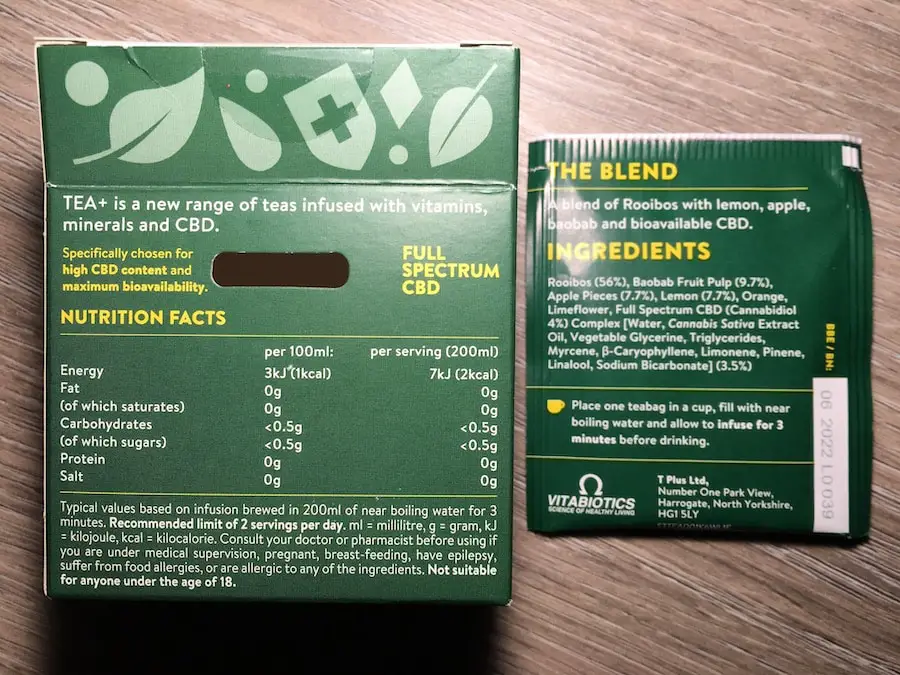 TEA+ is a new range of teas infused with vitamins,
minerals and CBD.
Specifically chosen for
high CBD content and
maximum bioavailability.
FULL
SPECTRUM
CBD
NUTRITION FACTS
per 100ml: per serving (200ml)
Energy 3kJ (1kcal) 7kJ (2kcal)
Fat 0g 0g
(of which saturates) 0g 0g
Carbohydrates <0.5g <0.5g
(of which sugars) <0.5g <0.5g
Protein 0g 0g
Salt 0g 0g
Typical values based on infusion brewed in 200ml of near boiling water for 3
minutes. Recommended limit of 2 servings per day. ml = millilitre, g = gram, kJ
= kilojoule, kcal = kilocalorie. Consult your doctor or pharmacist before using if
you are under medical supervision, pregnant, breast-feeding, have epilepsy,
suffer from food allergies, or are allergic to any of the ingredients. Not suitable
for anyone under the age of 18.
THE BLEND
A blend of Rooibos with lemon, apple,
baobab and bioavailable CBD.
INGREDIENTS
Rooibos (56%), Baobab Fruit Pulp (9.7%),
Apple Pieces (7.7%), Lemon (7.7%), Orange,
Limeflower, Full Spectrum CBD (Cannabidiol
4%) Complex [Water, Cannabis Sativa Extract
Oil, Vegetable Glycerine, Triglycerides,
Myrcene, β-Caryophyllene, Limonene, Pinene,
Linalool, Sodium Bicarbonate] (3.5%)
Place one teabag in a cup, fill with near
boiling water and allow to infuse for 3
minutes before drinking.
VITABIOTICS
SCIENCE OF HEALTHY LIVING
T Plus Ltd,
Number One Park View,
Harrogate, North Yorkshire,
HG1 5LY
BBE / BN:
06 2022 L0039